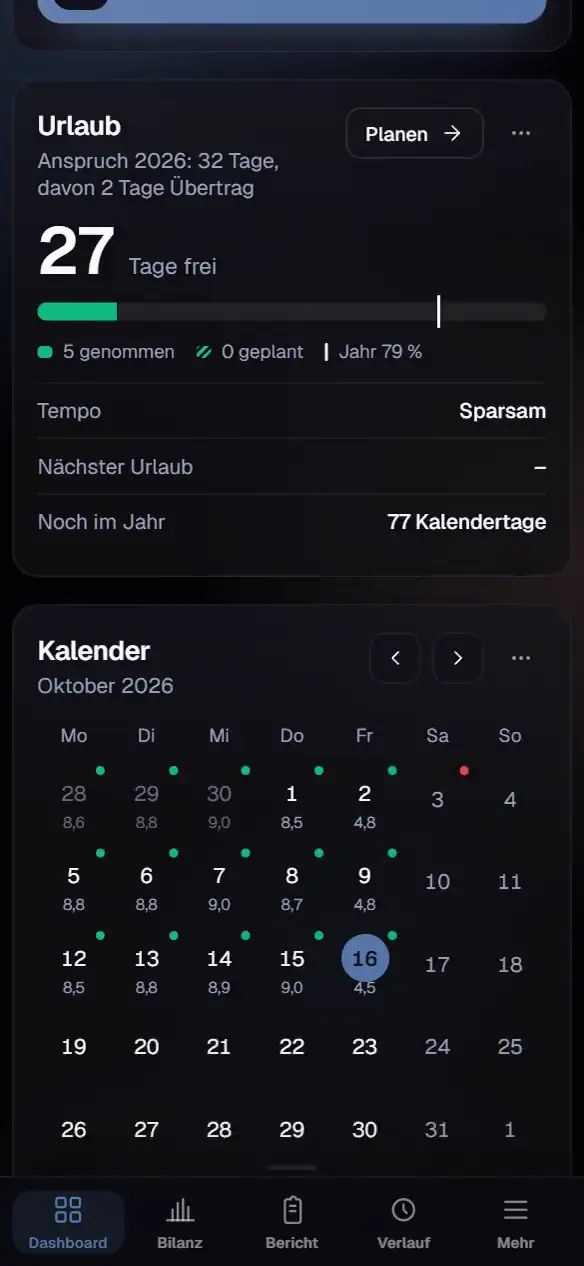 Urlaub
Planen →
Anspruch 2026: 32 Tage,
davon 2 Tage Übertrag
27 Tage frei
5 genommen 0 geplant Jahr 79 %
Tempo Sparsam
Nächster Urlaub –
Noch im Jahr 77 Kalendertage
Kalender
Oktober 2026
Mo Di Mi Do Fr Sa So
28 29 30 1 2 3 4
8,6 8,8 9,0 8,5 4,8
5 6 7 8 9 10 11
8,8 8,8 9,0 8,7 4,8
12 13 14 15 16 17 18
8,5 8,8 8,9 9,0 4,5
19 20 21 22 23 24 25
26 27 28 29 30 31 1
Dashboard Bilanz Bericht Verlauf Mehr